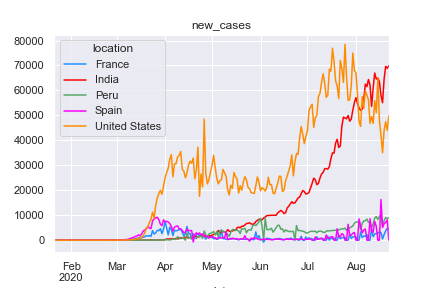 new_cases
80000
70000
60000
50000
40000
30000
20000
10000
0
location
France
India
Peru
Spain
United States
Feb Mar Apr May Jun Jul Aug
2020